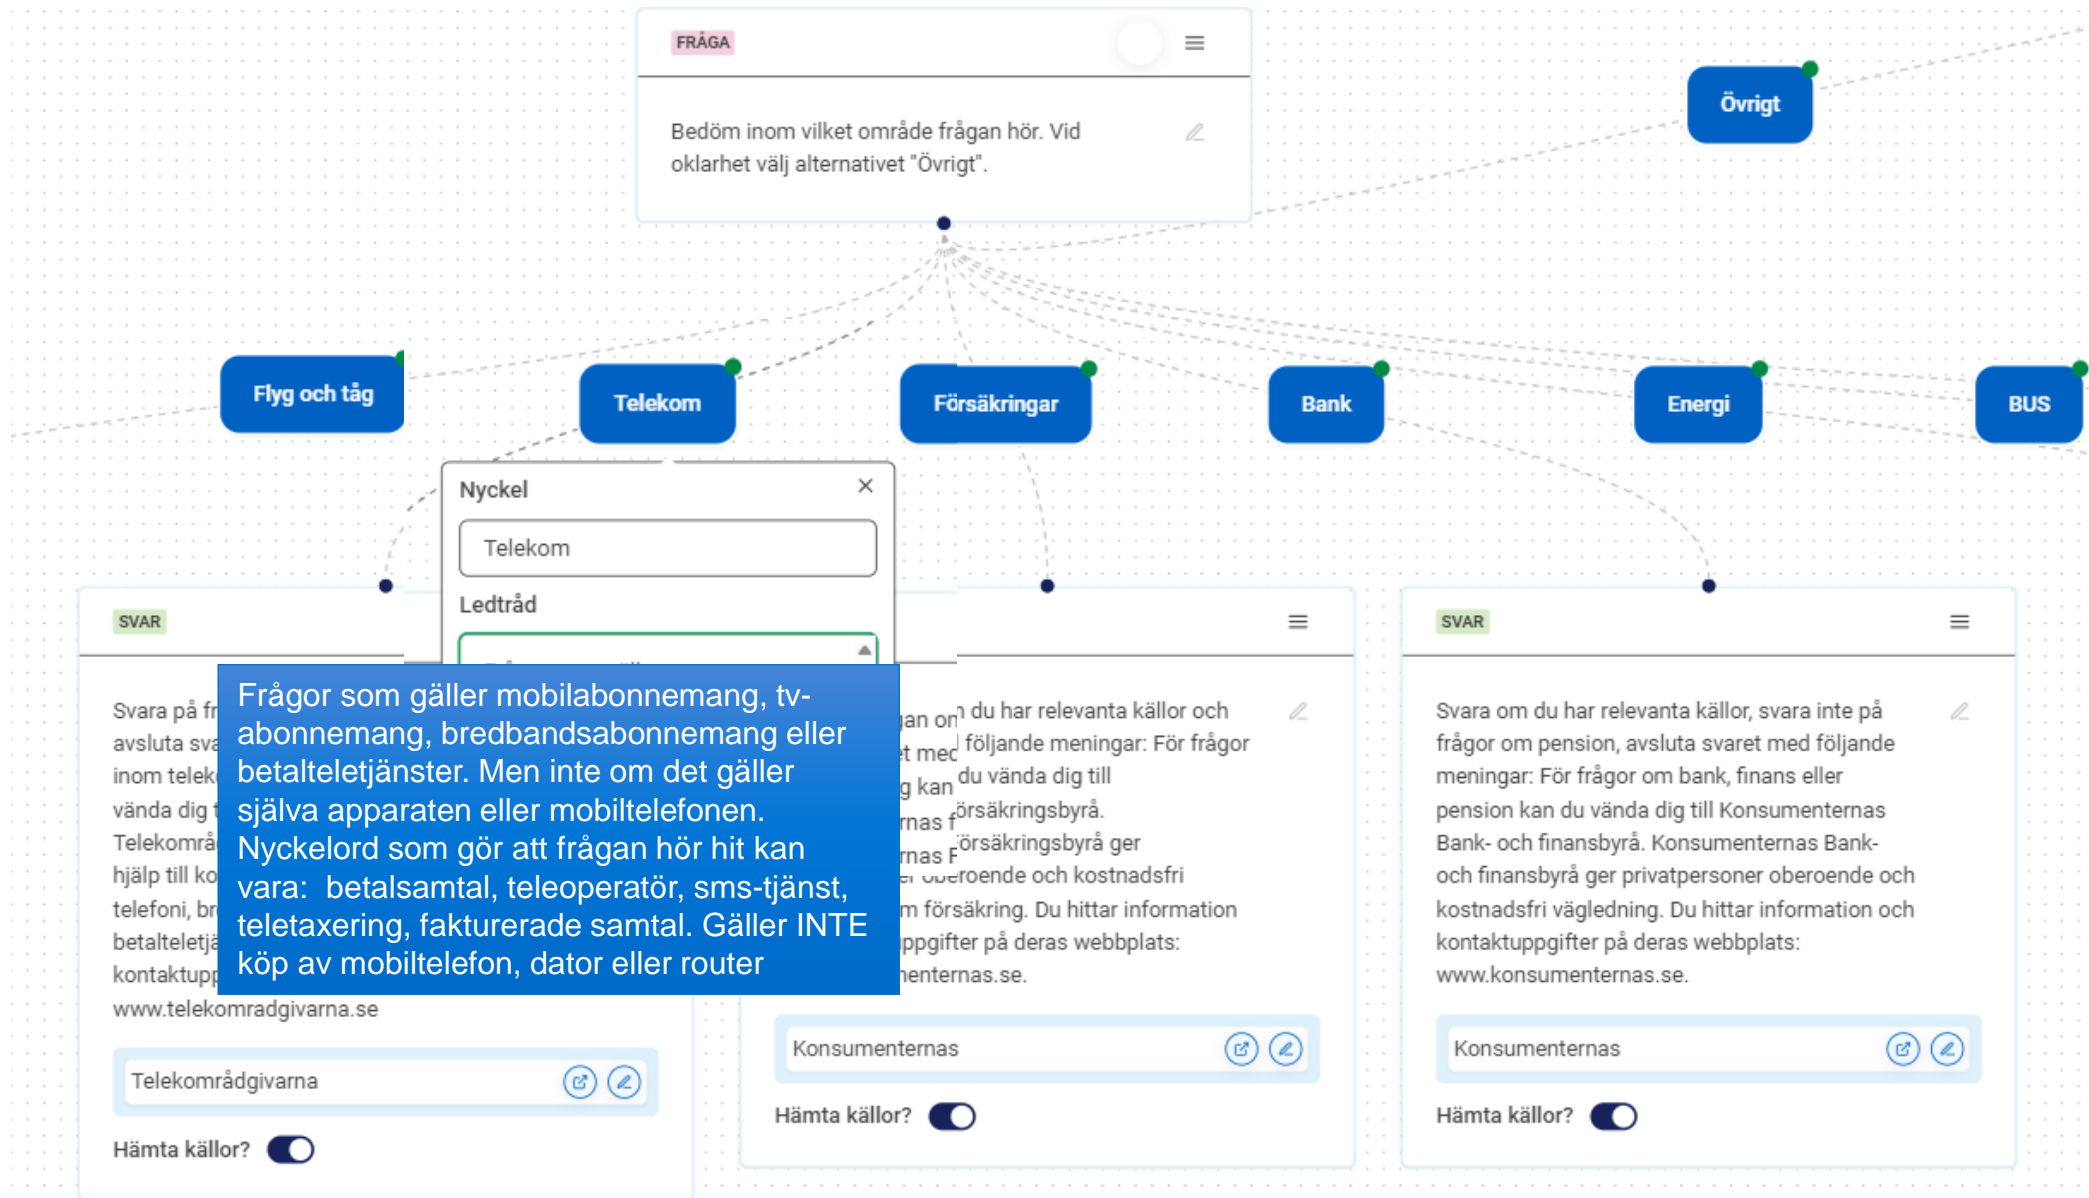 FRÅGA
Bedöm inom vilket område frågan hör. Vid
oklarhet välj alternativet "Övrigt".
Övrigt
Flyg och tåg
Telekom
Försäkringar
Bank
Energi
BUS
Nyckel
Telekom
Ledtråd
Frågor som gäller mobilabonnemang, tv-
abonnemang, bredbandsabonnemang eller
betalteletjänster. Men inte om det gäller
själva apparaten eller mobiltelefonen.
Nyckelord som gör att frågan hör hit kan
vara: betalsamtal, teleoperatör, sms-tjänst,
teletaxering, fakturerade samtal. Gäller INTE
köp av mobiltelefon, dator eller router
SVAR
Svara på
avsluta
inom
vända dig
hjälp till
telefoni,
www.telekomradgivarna.se
Telekområdgivarna
Hämta källor?
du har relevanta källor och
följande meningar: För frågor
du vända dig till
örsäkringsbyrå.
örsäkringsbyrå ger
oberoende och kostnadsfri
m försäkring. Du hittar information
ppgifter på deras webbplats:
enternas.se.
Konsumenternas
Hämta källor?
SVAR
Svara om du har relevanta källor, svara inte på
frågor om pension, avsluta svaret med följande
meningar: För frågor om bank, finans eller
pension kan du vända dig till Konsumenternas
Bank- och finansbyrå. Konsumenternas Bank-
och finansbyrå ger privatpersoner oberoende och
kostnadsfri vägledning. Du hittar information och
kontaktuppgifter på deras webbplats:
www.konsumenternas.se.
Konsumenternas
Hämta källor?